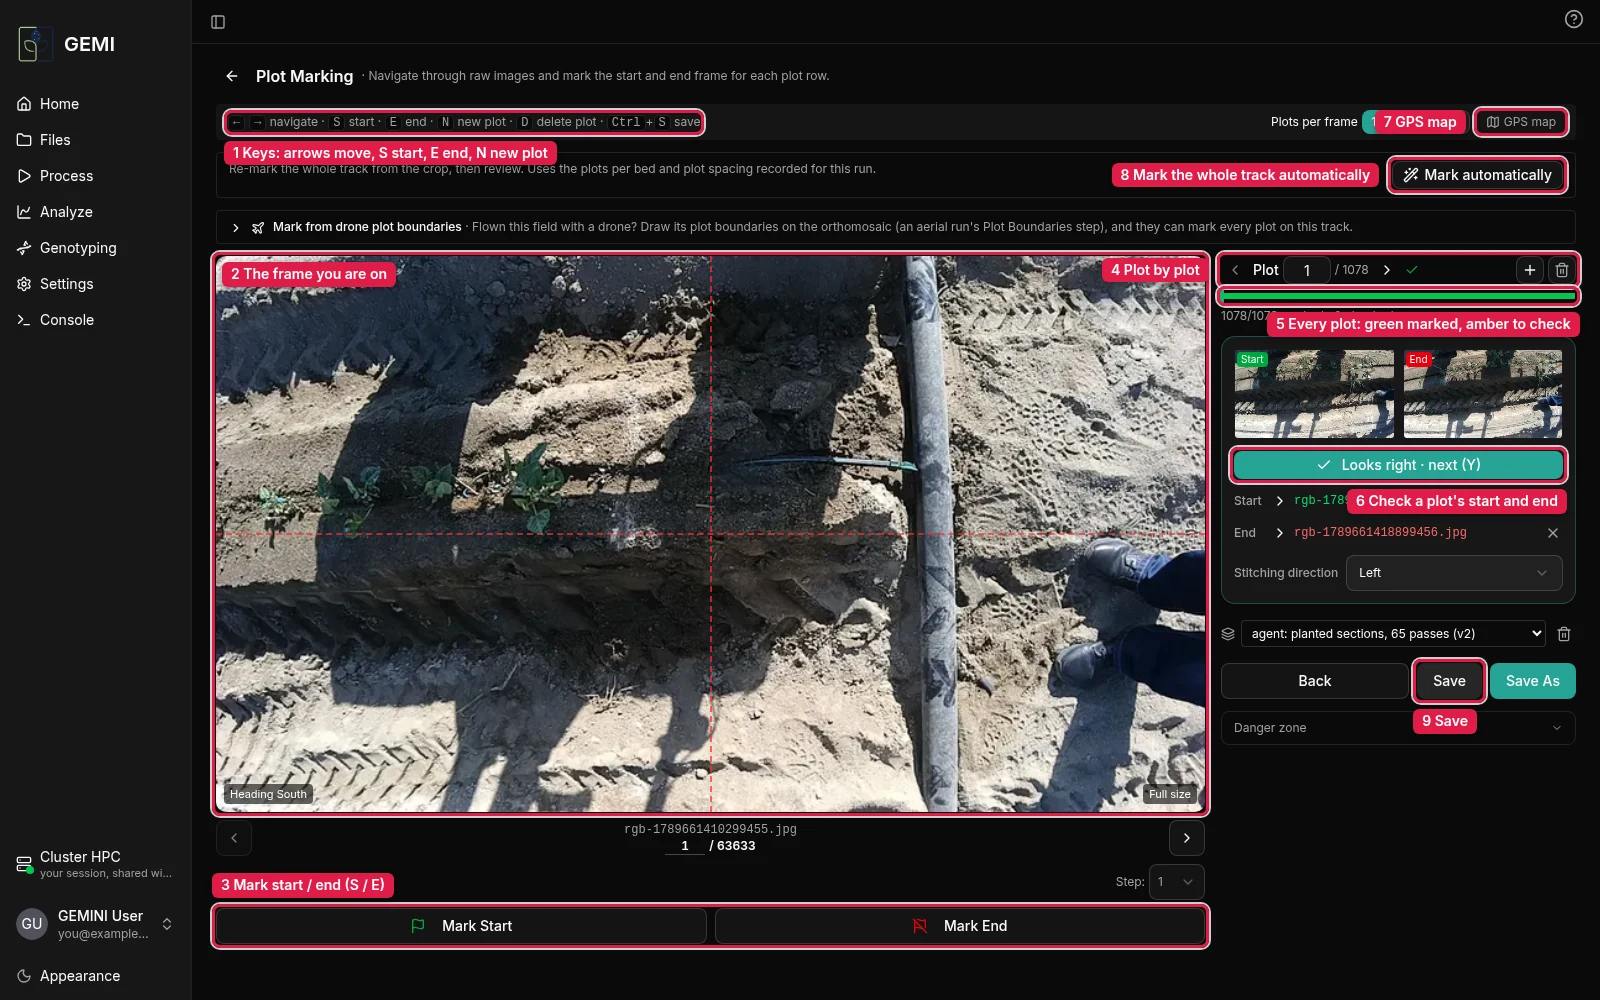 GEMI
Home
Files
Process
Analyze
Genotyping
Settings
Console
Cluster HPC
your session, shared wi...
GU
GEMINI User
you@example...
Appearance
Plot Marking · Navigate through raw images and mark the start and end frame for each plot row.
← → navigate · S start · E end · N new plot · D delete plot · Ctrl + S save
Plots per frame
7 GPS map
GPS map
1 Keys: arrows move, S start, E end, N new plot
Re-mark the whole track from the crop, then review. Uses the plots per bed and plot spacing recorded for this run.
8 Mark the whole track automatically
Mark automatically
Mark from drone plot boundaries · Flown this field with a drone? Draw its plot boundaries on the orthomosaic (an aerial run's Plot Boundaries step), and they can mark every plot on this track.
2 The frame you are on
4 Plot by plot
Heading South
Full size
rgb-1789661410299455.jpg
1 / 63633
Step: 1
3 Mark start / end (S / E)
Mark Start
Mark End
Plot 1 / 1078
5 Every plot: green marked, amber to check
Start
End
Looks right · next (Y)
Start
6 Check a plot's start and end
End rgb-1789661418899456.jpg
Stitching direction Left
agent: planted sections, 65 passes (v2)
Back
Save
Save As
9 Save
Danger zone